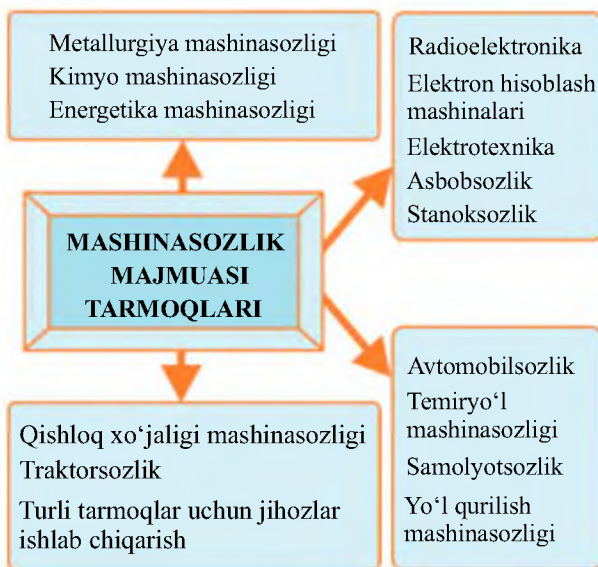 Metallurgiya mashinasozligi
Kimyo mashinasozligi
Energetika mashinasozligi
Radioelektronika
Elektron hisoblash
mashinalari
Elektrotexnika
Asbobsozlik
Stanoksozlik
MASHINASOZLIK
MAJMUASI
TARMOQLARI
Qishloq xo‘jaligi mashinasozligi
Traktorsozlik
Turli tarmoqlar uchun jihozlar
ishlab chiqarish
Avtomobilsozlik
Temiryo‘l
mashinasozligi
Samolyotsozlik
Yo‘l qurilish
mashinasozligi